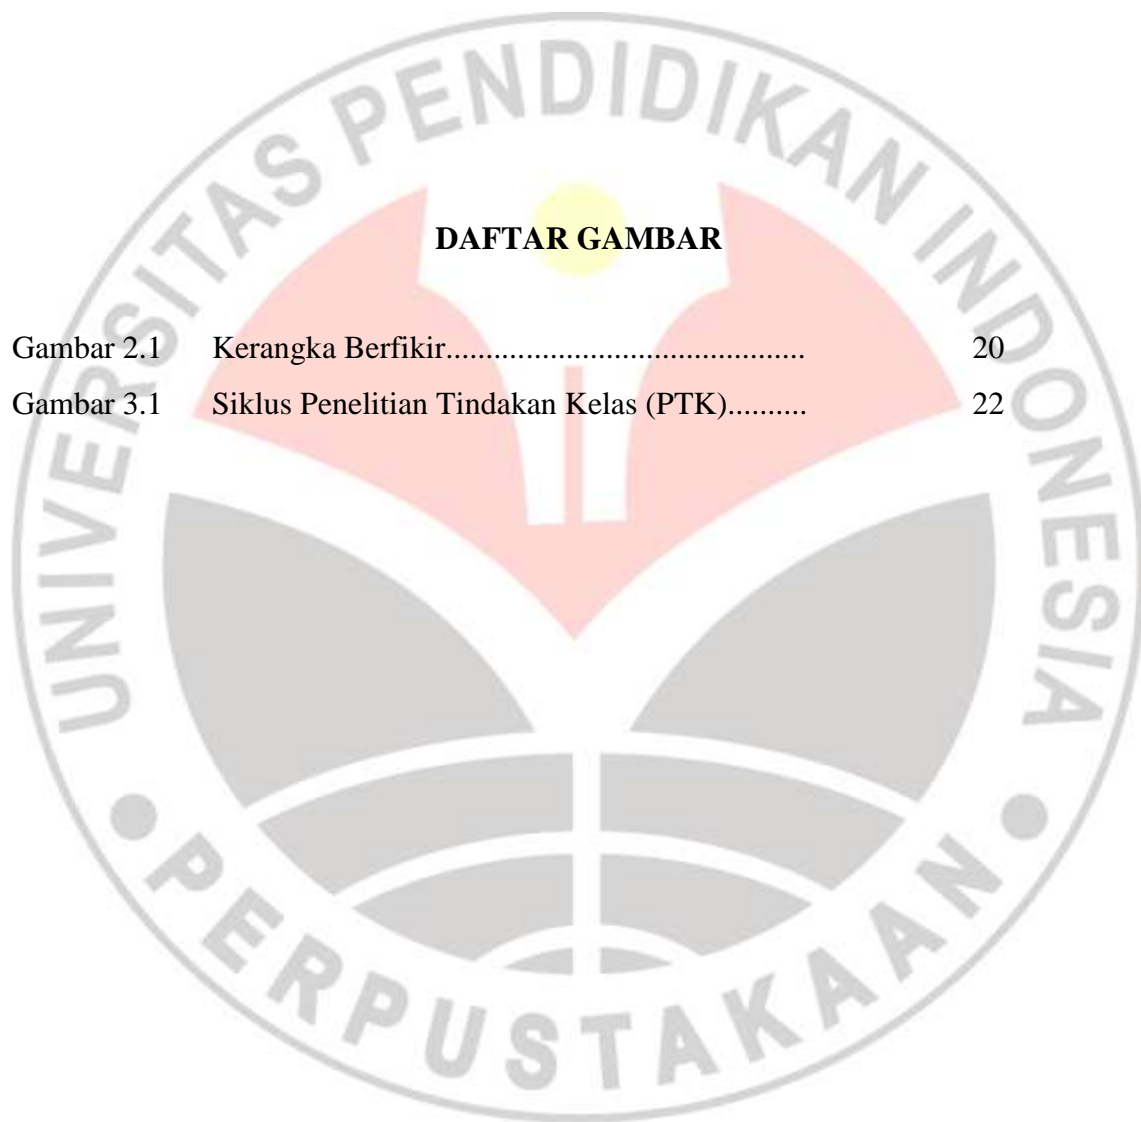 UNIVERSITAS PENDIDIKAN INDONESIA
DAFTAR GAMBAR
Gambar 2.1 Kerangka Berfikir............................................. 20
Gambar 3.1 Siklus Penelitian Tindakan Kelas (PTK).......... 22
PERPUSTAKAAN